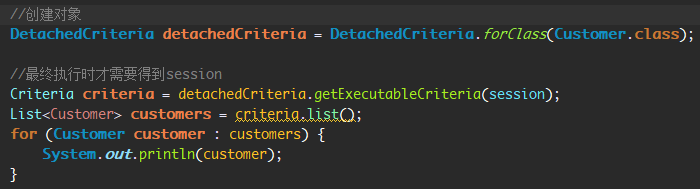 //创建对象
DetachedCriteria detachedCriteria = DetachedCriteria.forClass(Customer.class);
//最终执行时才需要得到session
Criteria criteria = detachedCriteria.getExecutableCriteria(session);
List<Customer> customers = criteria.list();
for (Customer customer : customers) {
    System.out.println(customer);
}